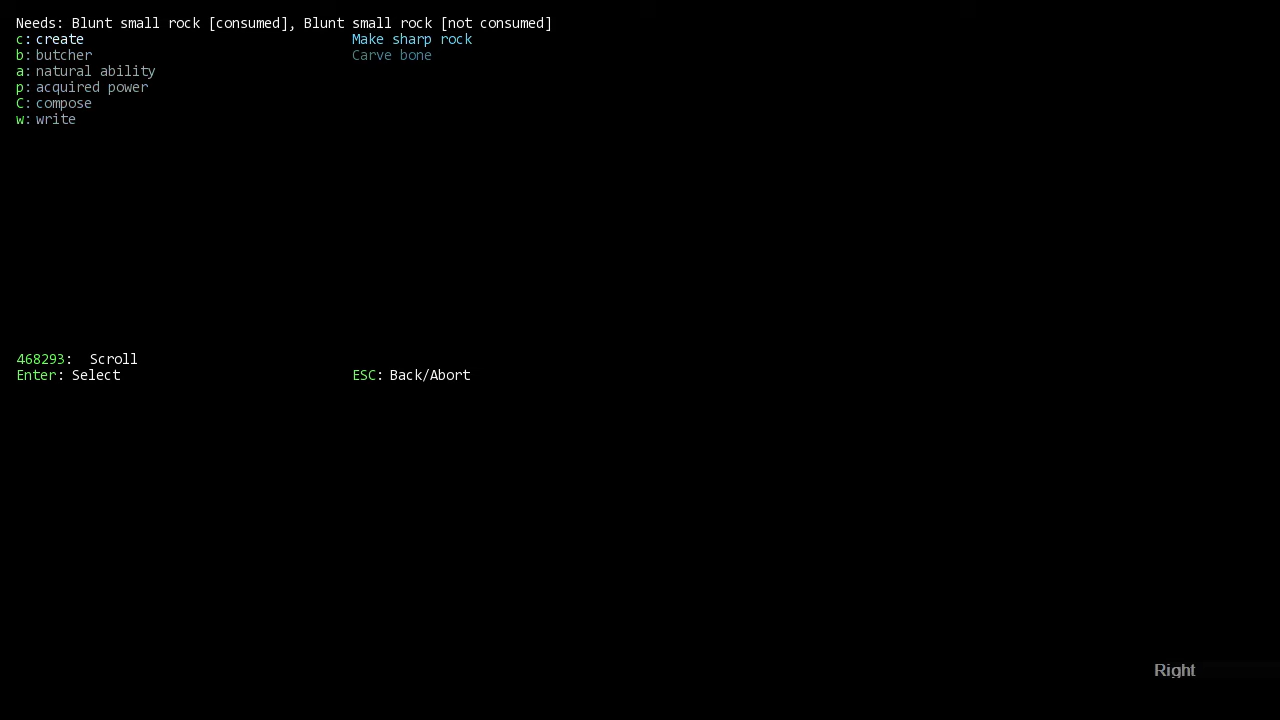 Needs: Blunt small rock [consumed], Blunt small rock [not consumed]
c: create Make sharp rock
b: butcher Carve bone
a: natural ability
p: acquired power
C: compose
w: write
468293: Scroll
Enter: Select ESC: Back/Abort
Right